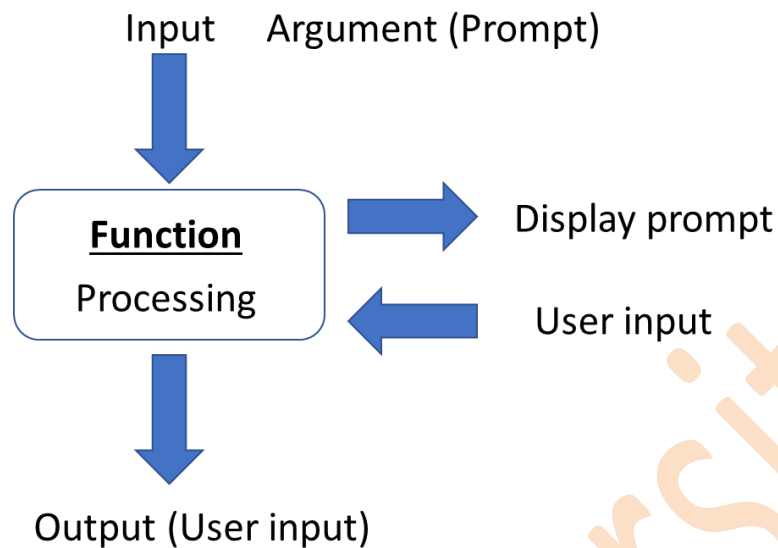 Input Argument (Prompt)
Function
Processing
Display prompt
User input
Output (User input)